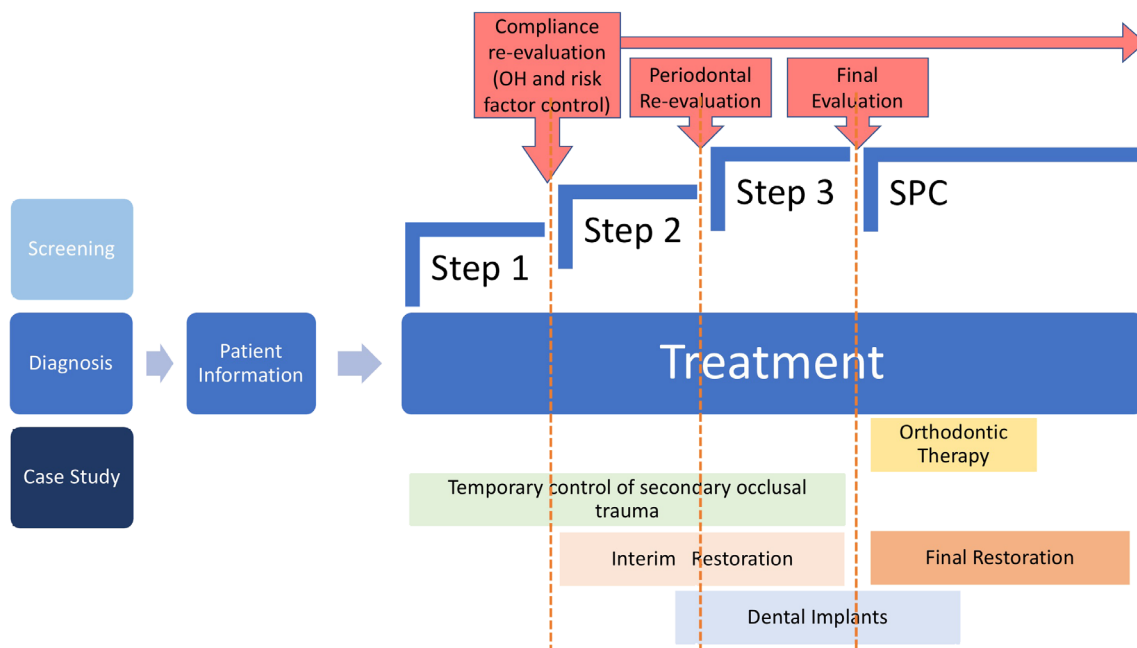 Compliance
re-evaluation
(OH and risk
factor control)
Periodontal
Re-evaluation
Final
Evaluation
Step 1
Step 2
Step 3
SPC
Screening
Diagnosis
Case Study
Patient
Information
Treatment
Orthodontic
Therapy
Temporary control of secondary occlusal
trauma
Interim Restoration
Final Restoration
Dental Implants